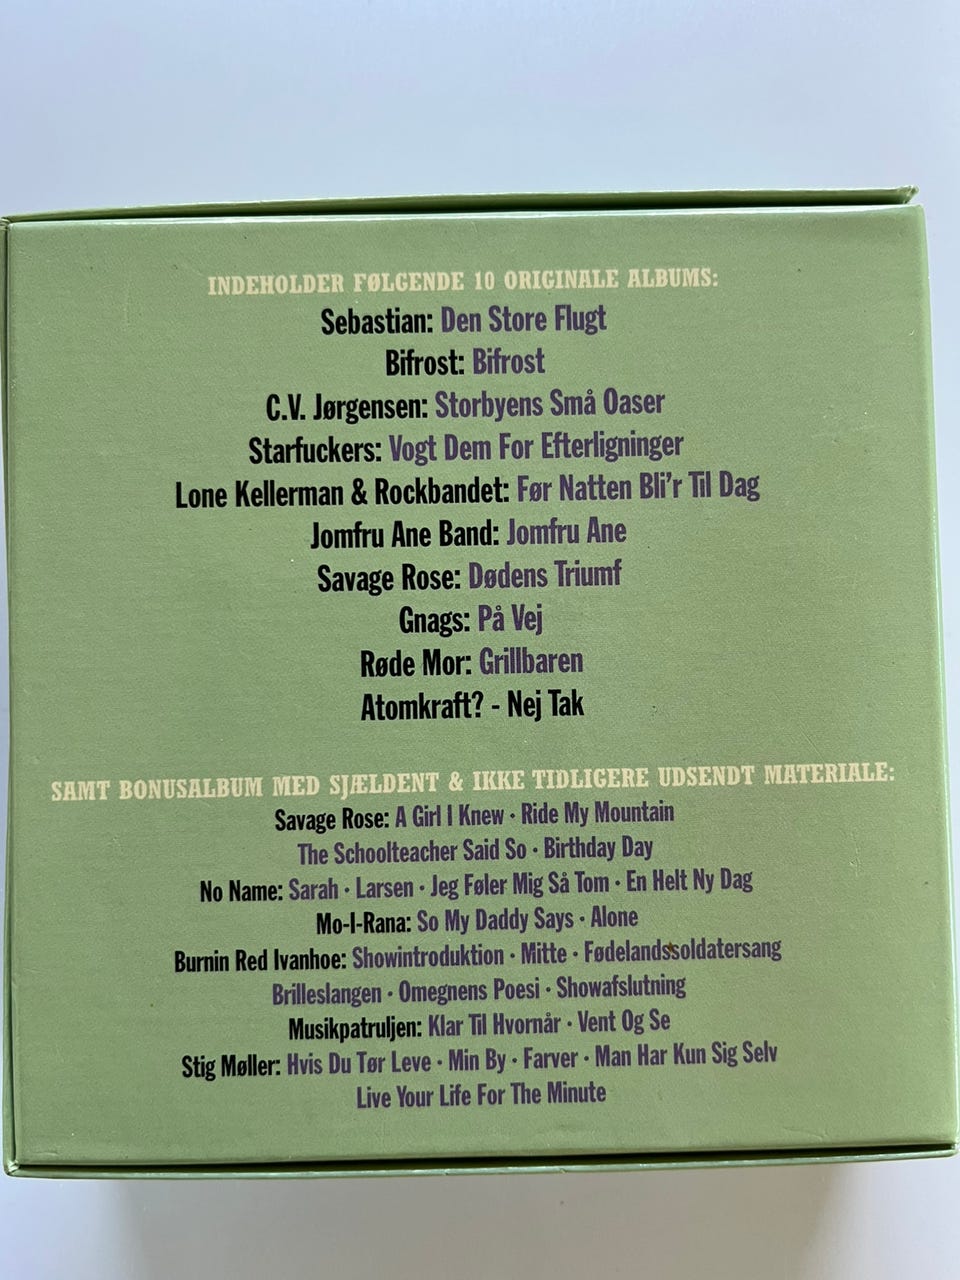 INDEHOLDER FØLGENDE 10 ORIGINALE ALBUMS:
Sebastian: Den Store Flugt
Bifrost: Bifrost
C.V. Jørgensen: Storbyens Små Oaser
Starfuckers: Vogt Dem For Efterligninger
Lone Kellerman & Rockbandet: Før Natten Bli'r Til Dag
Jomfru Ane Band: Jomfru Ane
Savage Rose: Dødens Triumf
Gnags: På Vej
Røde Mor: Grillbaren
Atomkraft? - Nej Tak
SAMT BONUSALBUM MED SJÆLDENT & IKKE TIDLIGERE UDSENDT MATERIALE:
Savage Rose: A Girl I Knew · Ride My Mountain
The Schoolteacher Said So · Birthday Day
No Name: Sarah · Larsen · Jeg Føler Mig Så Tom · En Helt Ny Dag
Mo-I-Rana: So My Daddy Says · Alone
Burnin Red Ivanhoe: Showintroduktion · Mitte · Fødelandssoldatersang
Brilleslangen · Omegnens Poesi · Showafslutning
Musikpatruljen: Klar Til Hvornår · Vent Og Se
Stig Møller: Hvis Du Tør Leve · Min By · Farver · Man Har Kun Sig Selv
Live Your Life For The Minute